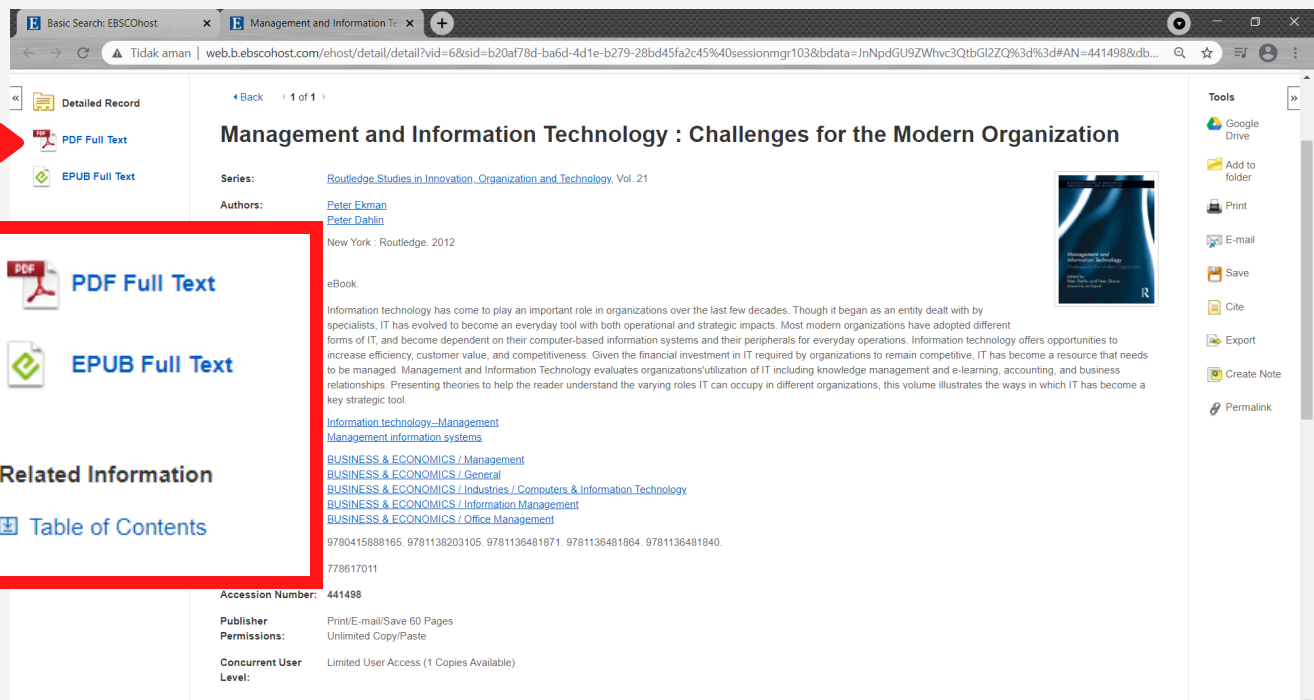 Basic Search: EBSCOhost
Management and Information Te
Tidak aman | web.b.ebscohost.com/ehost/detail/detail?vid=6&sid=b20af78d-ba6d-4d1e-b279-28bd45fa2c45%40sessionmgr103&bdata=JnNpdGU9ZWhvc3QtbGl2ZQ%3d%3d#AN=441498&db...
Detailed Record
PDF Full Text
EPUB Full Text
PDF Full Text
EPUB Full Text
Related Information
Table of Contents
Back 1 of 1
Management and Information Technology : Challenges for the Modern Organization
Series: Routledge Studies in Innovation, Organization and Technology, Vol. 21
Authors: Peter Ekman
Peter Dahlin
New York : Routledge. 2012
eBook.
Information technology has come to play an important role in organizations over the last few decades. Though it began as an entity dealt with by
specialists, IT has evolved to become an everyday tool with both operational and strategic impacts. Most modern organizations have adopted different
forms of IT, and become dependent on their computer-based information systems and their peripherals for everyday operations. Information technology offers opportunities to
increase efficiency, customer value, and competitiveness. Given the financial investment in IT required by organizations to remain competitive, IT has become a resource that needs
to be managed. Management and Information Technology evaluates organizations'utilization of IT including knowledge management and e-learning, accounting, and business
relationships. Presenting theories to help the reader understand the varying roles IT can occupy in different organizations, this volume illustrates the ways in which IT has become a
key strategic tool.
Information technology--Management
Management information systems
BUSINESS & ECONOMICS / Management
BUSINESS & ECONOMICS / General
BUSINESS & ECONOMICS / Industries / Computers & Information Technology
BUSINESS & ECONOMICS / Information Management
BUSINESS & ECONOMICS / Office Management
9780415888165. 9781138203105. 9781136481871. 9781136481864. 9781136481840.
778617011
Accession Number: 441498
Publisher Print/E-mail/Save 60 Pages
Permissions: Unlimited Copy/Paste
Concurrent User Limited User Access (1 Copies Available)
Level:
Management and
Information Technology
Tools
Google
Drive
Add to
folder
Print
E-mail
Save
Cite
Export
Create Note
Permalink